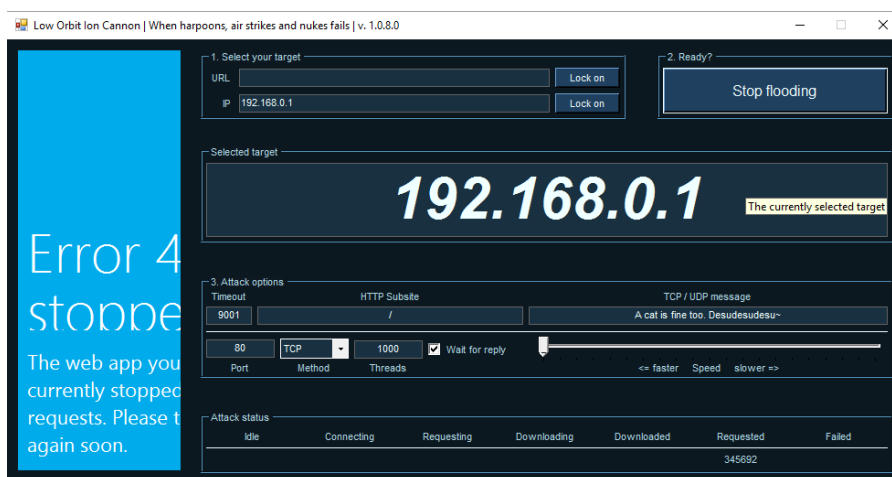 Low Orbit Ion Cannon | When harpoons, air strikes and nukes fails | v. 1.0.8.0
1. Select your target
URL
Lock on
IP 192.168.0.1
Lock on
2. Ready?
Stop flooding
Selected target
192.168.0.1
The currently selected target
Error 4
stoppe
The web app you
currently stopped
requests. Please t
again soon.
3. Attack options
Timeout HTTP Subsite TCP / UDP message
9001 / A cat is fine too. Desudesudesu~
80 TCP 1000 Wait for reply
Port Method Threads <= faster Speed slower =>
Attack status
Idle Connecting Requesting Downloading Downloaded Requested Failed
345692